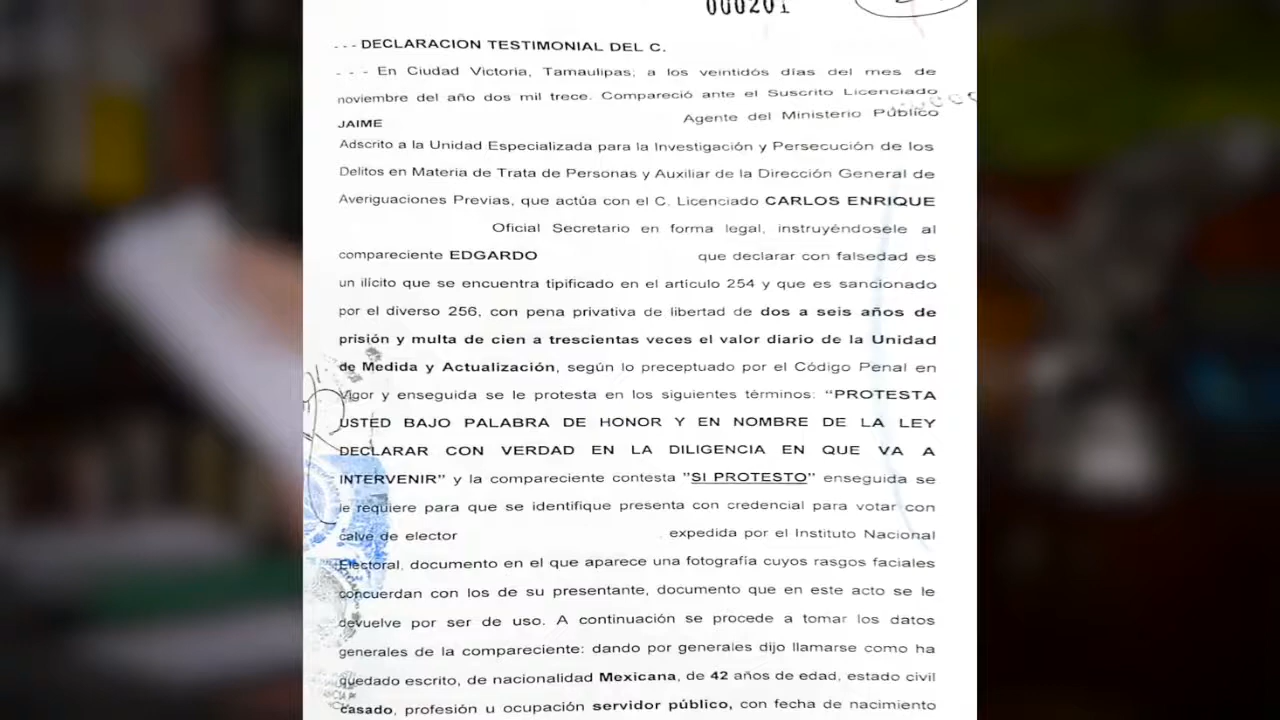 000201
- - - DECLARACION TESTIMONIAL DEL C.
- - - En Ciudad Victoria, Tamaulipas; a los veintidós días del mes de
noviembre del año dos mil trece. Compareció ante el Suscrito Licenciado
JAIME Agente del Ministerio Público
Adscrito a la Unidad Especializada para la Investigación y Persecución de los
Delitos en Materia de Trata de Personas y Auxiliar de la Dirección General de
Averiguaciones Previas, que actúa con el C. Licenciado CARLOS ENRIQUE
Oficial Secretario en forma legal, instruyéndosele al
compareciente EDGARDO que declarar con falsedad es
un ilícito que se encuentra tipificado en el articulo 254 y que es sancionado
por el diverso 256, con pena privativa de libertad de dos a seis años de
prisión y multa de cien a trescientas veces el valor diario de la Unidad
de Medida y Actualización, según lo preceptuado por el Código Penal en
Vigor y enseguida se le protesta en los siguientes términos: “PROTESTA
USTED BAJO PALABRA DE HONOR Y EN NOMBRE DE LA LEY
DECLARAR CON VERDAD EN LA DILIGENCIA EN QUE VA A
INTERVENIR” y la compareciente contesta "SI PROTESTO" enseguida se
le requiere para que se identifique presenta con credencial para votar con
calve de elector expedida por el Instituto Nacional
Electoral, documento en el que aparece una fotografía cuyos rasgos faciales
concuerdan con los de su presentante, documento que en este acto se le
devuelve por ser de uso. A continuación se procede a tomar los datos
generales de la compareciente: dando por generales dijo llamarse como ha
quedado escrito, de nacionalidad Mexicana, de 42 años de edad, estado civil
casado, profesión u ocupación servidor público, con fecha de nacimiento